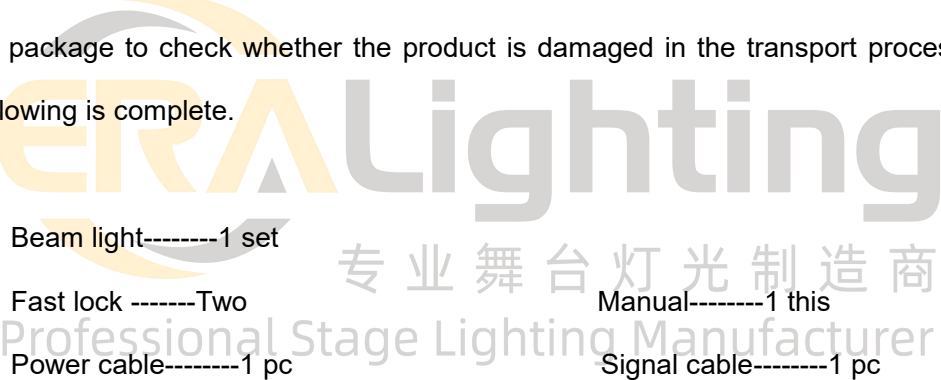 package to check whether the product is damaged in the transport
is complete.
ERALighting
Beam light--------1 set
专业舞台灯光制造商
Fast lock -------Two Manual--------1 this
Professional Stage Lighting Manufacturer
Power cable--------1 pc Signal cable--------1 pc